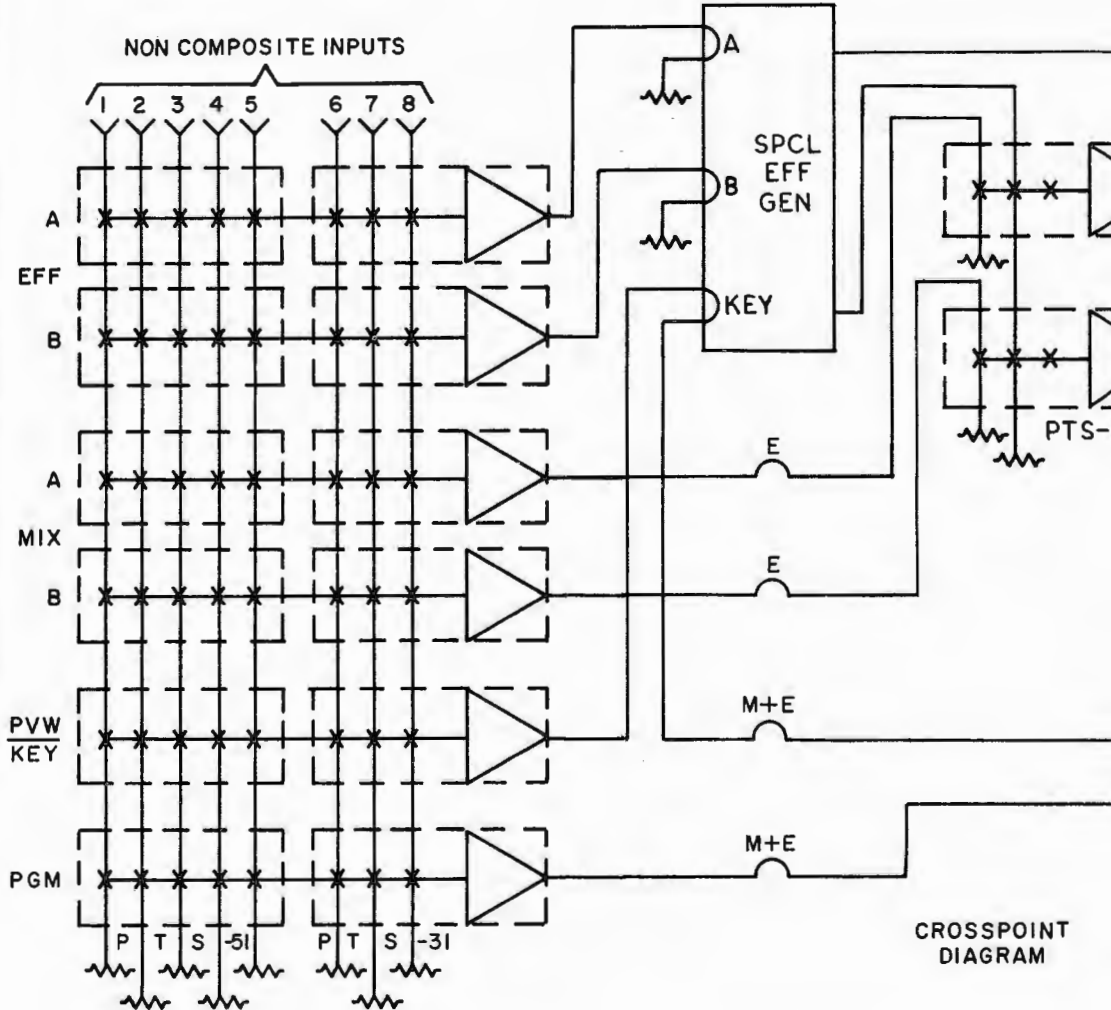 NON COMPOSITE INPUTS
1 2 3 4 5 6 7 8
A
B
KEY
SPCL
EFF
GEN
A
EFF
B
A
MIX
B
PVW
KEY
PGM
E
E
M+E
M+E
PTS-
P T S -51
P T S -31
CROSSPOINT
DIAGRAM